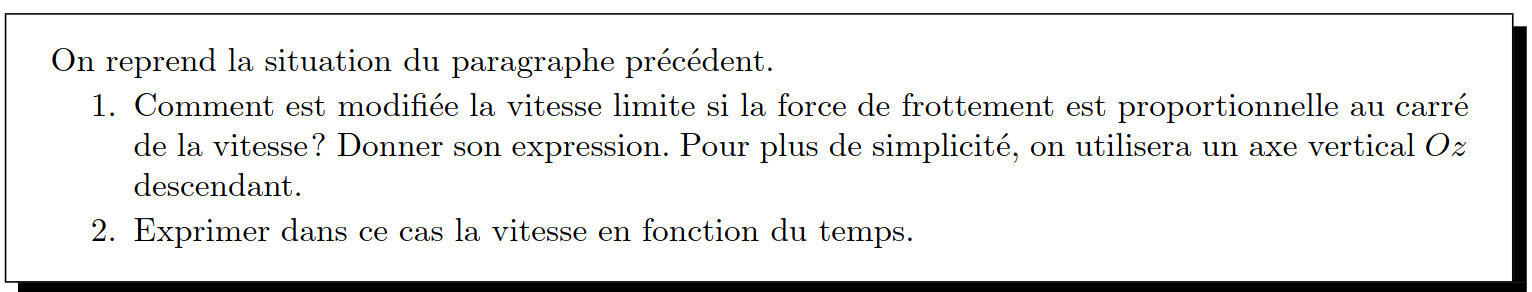 On reprend la situation du paragraphe précédent.
1. Comment est modifiée la vitesse limite si la force de frottement est proportionnelle au carré
de la vitesse? Donner son expression. Pour plus de simplicité, on utilisera un axe vertical Oz
descendant.
2. Exprimer dans ce cas la vitesse en fonction du temps.